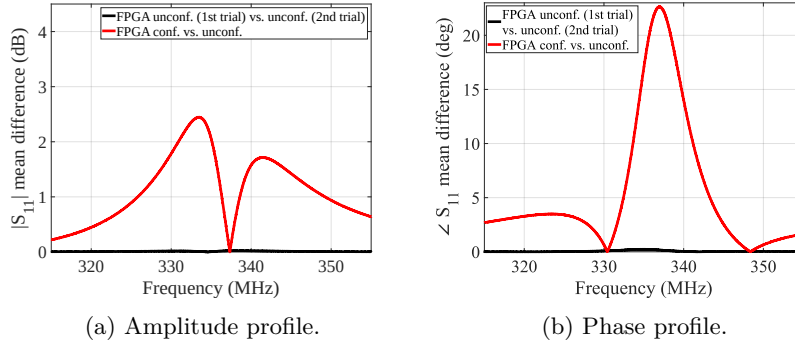 FPGA unconf. (1st trial) vs. unconf. (2nd trial)
FPGA conf. vs. unconf.
|S11| mean difference (dB)
4
3
2
1
0
320
330
340
350
Frequency (MHz)
(a) Amplitude profile.
FPGA unconf. (1st trial)
vs. unconf. (2nd trial)
FPGA conf. vs. unconf.
∠ S11 mean difference (deg)
20
15
10
5
0
320
330
340
350
Frequency (MHz)
(b) Phase profile.